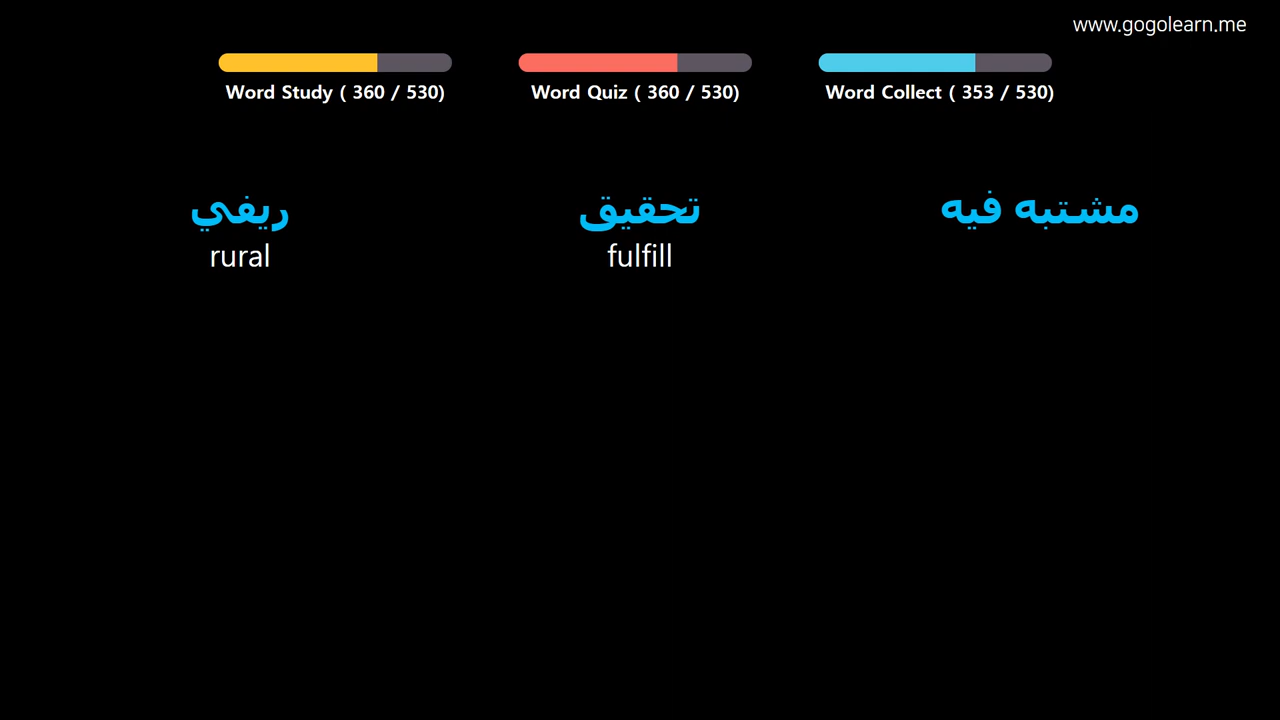 www.gogolearn.me
Word Study ( 360 / 530)
Word Quiz ( 360 / 530)
Word Collect ( 353 / 530)
ريفي
rural
تحقيق
fulfill
مشتبه فيه